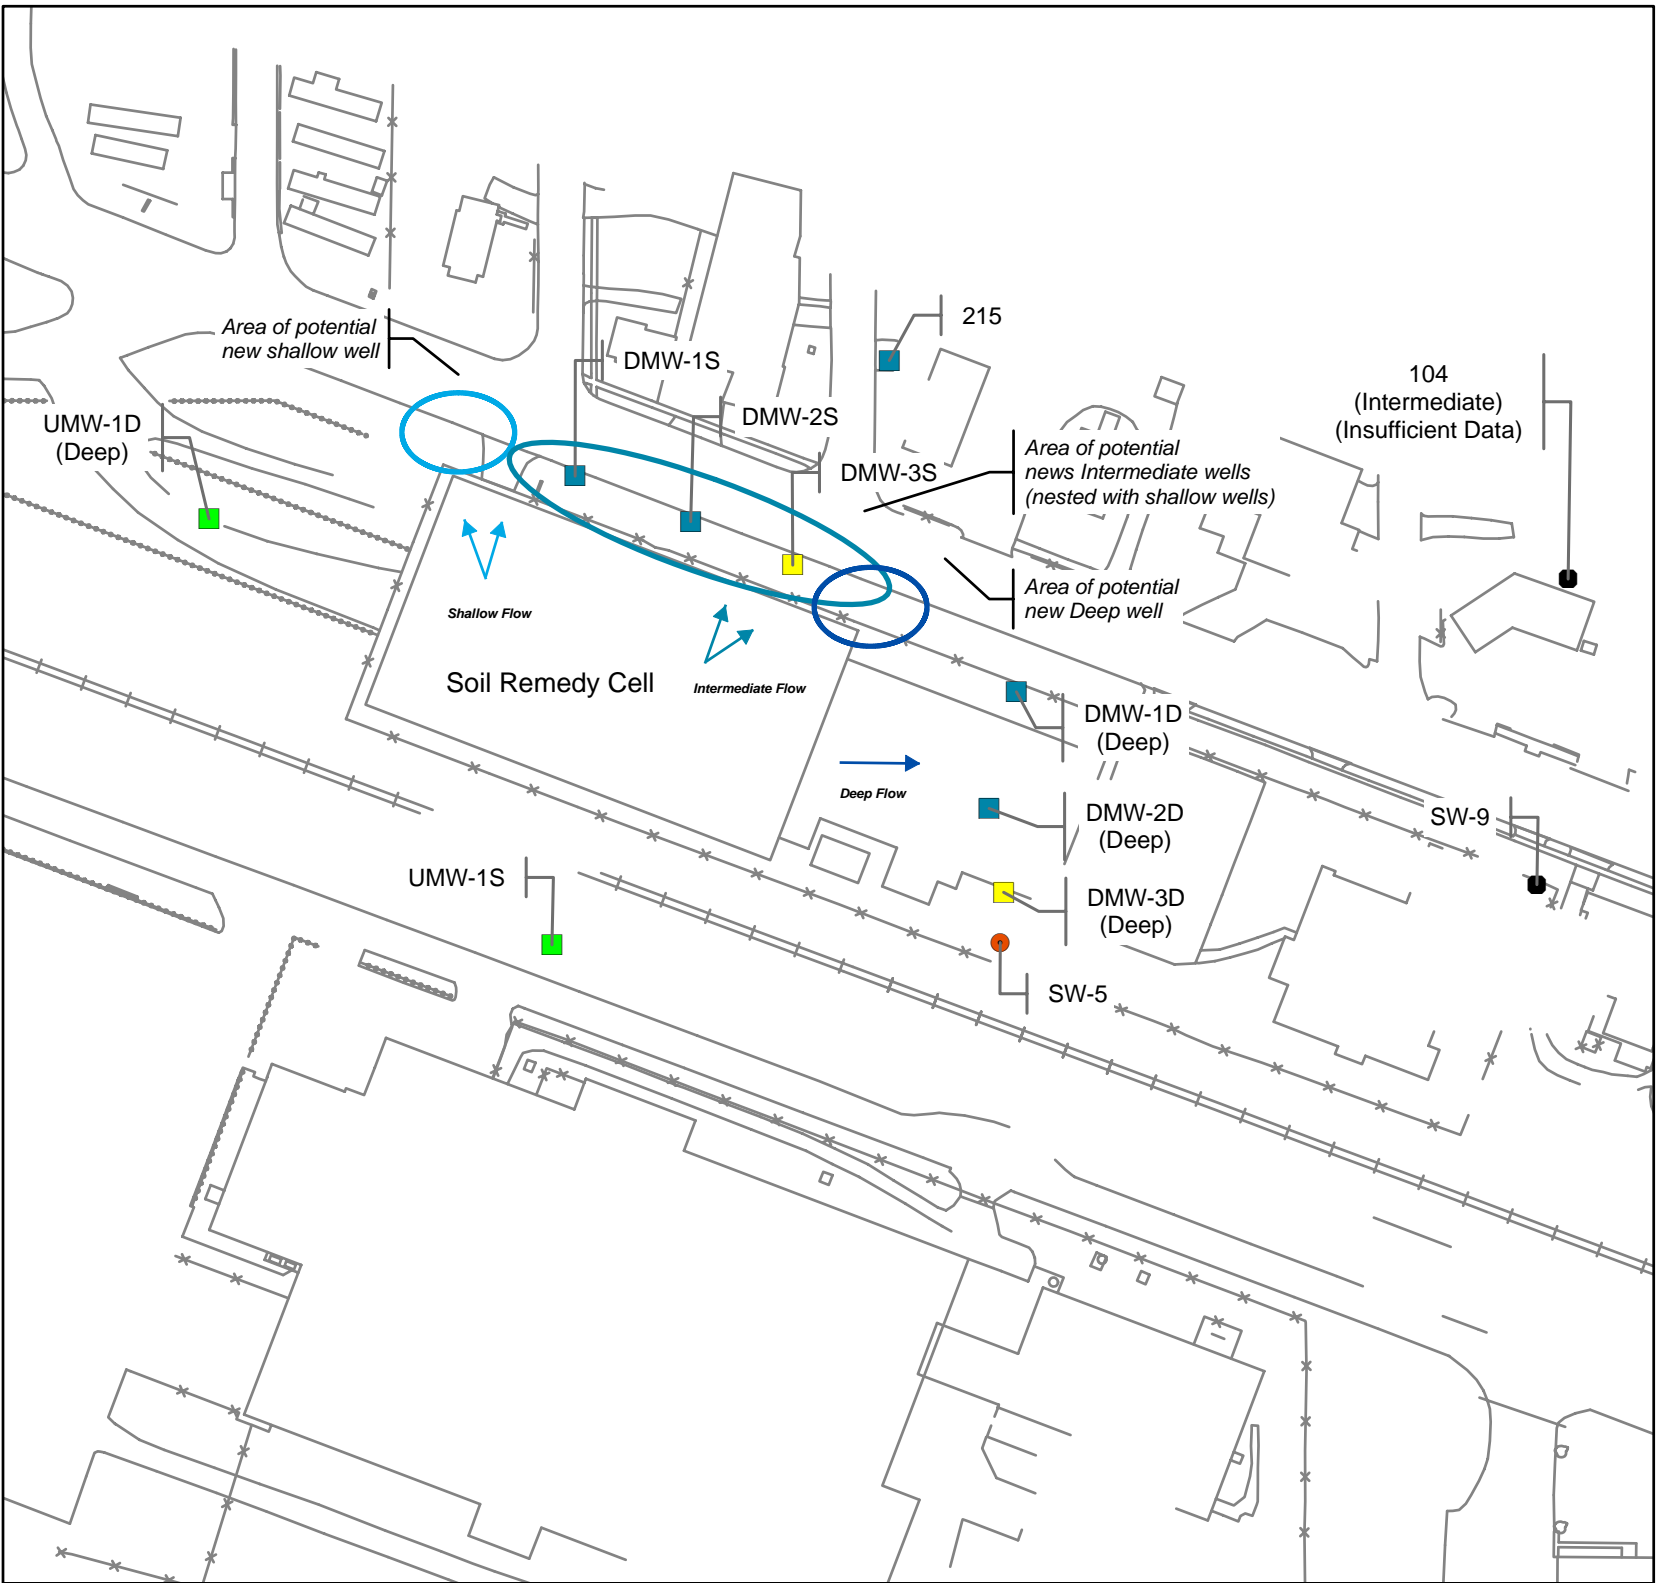 215
Area of potential
new shallow well
DMW-1S
104
(Intermediate)
(Insufficient Data)
DMW-2S
UMW-1D
(Deep)
DMW-3S
Area of potential
news Intermediate wells
(nested with shallow wells)
Area of potential
new Deep well
Shallow Flow
Soil Remedy Cell
Intermediate Flow
DMW-1D
(Deep)
Deep Flow
DMW-2D
(Deep)
SW-9
UMW-1S
DMW-3D
(Deep)
SW-5